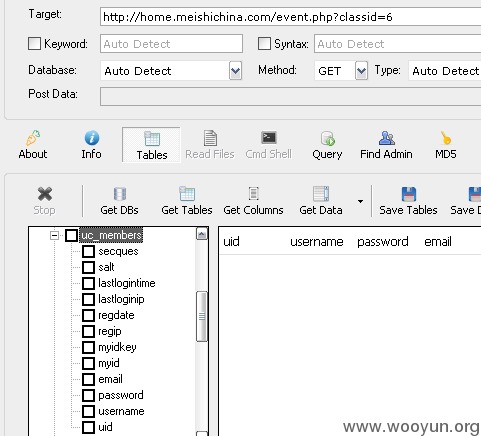 Target: http://home.meishichina.com/event.php?classid=6
Keyword: Auto Detect Syntax: Auto Detect
Database: Auto Detect Method: GET Type: Auto Detect
Post Data:
About Info Tables Read Files Cmd Shell Query Find Admin MD5
Stop Get DBs Get Tables Get Columns Get Data Save Tables Save D
uc_members
uid username password email
secques
salt
lastlogintime
lastloginip
regdate
regip
myidkey
myid
email
password
username
uid
www.wooyun.org